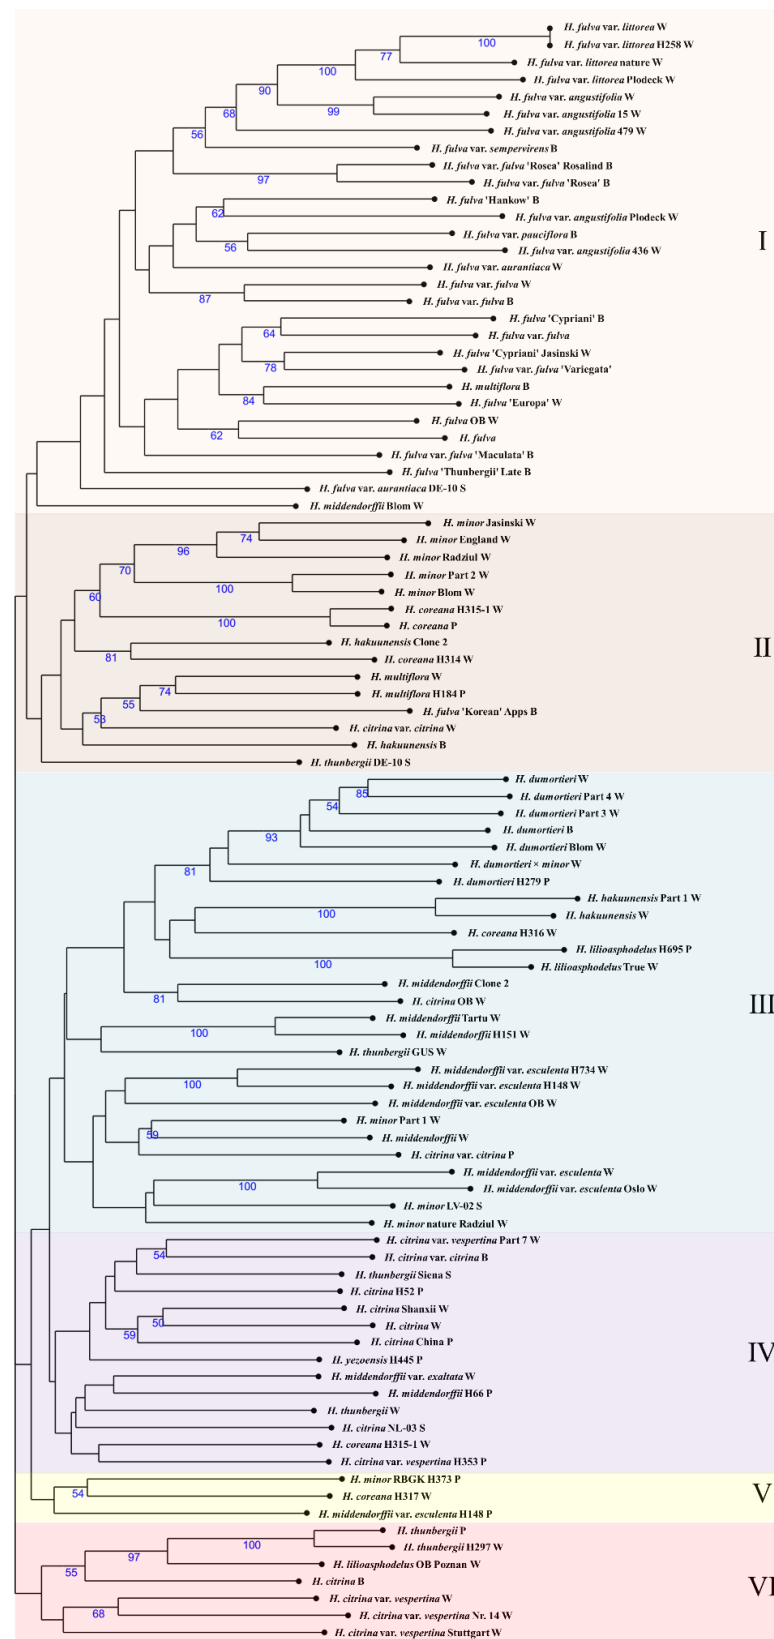 H. fulva var. littorea W
H. fulva var. littorea H258 W
100
77
H. fulva var. littorea nature W
100
H. fulva var. littorea Plodeck W
90
H. fulva var. angustifolia W
99
68
H. fulva var. angustifolia 15 W
H. fulva var. angustifolia 479 W
56
H. fulva var. sempervirens B
H. fulva var. fulva 'Rosea' Rosalind B
97
H. fulva var. fulva 'Rosea' B
H. fulva 'Hankow' B
62
H. fulva var. angustifolia Plodeck W
H. fulva var. pauciflora B
I
56
H. fulva var. angustifolia 436 W
H. fulva var. aurantiaca W
H. fulva var. fulva W
87
H. fulva var. fulva B
H. fulva 'Cypriani' B
64
H. fulva var. fulva
H. fulva 'Cypriani' Jasinski W
78
H. fulva var. fulva 'Variegata'
H. multiflora B
84
H. fulva 'Europa' W
H. fulva OB W
62
H. fulva
H. fulva var. fulva 'Maculata' B
H. fulva 'Thunbergii' Late B
H. fulva var. aurantiaca DE-10 S
H. middendorffii Blom W
H. minor Jasinski W
74
H. minor England W
96
H. minor Radziul W
70
H. minor Part 2 W
100
H. minor Blom W
60
H. coreana H315-1 W
100
H. coreana P
H. hakuunensis Clone 2
II
81
H. coreana H314 W
H. multiflora W
74
H. multiflora H184 P
55
H. fulva 'Korean' Apps B
53
H. citrina var. citrina W
H. hakuunensis B
H. thunbergii DE-10 S
H. dumortieri W
85
H. dumortieri Part 4 W
54
H. dumortieri Part 3 W
H. dumortieri B
93
H. dumortieri Blom W
H. dumortieri × minor W
81
H. dumortieri H279 P
H. hakuunensis Part 1 W
100
H. hakuunensis W
H. coreana H316 W
H. lilioasphodelus H695 P
100
H. lilioasphodelus True W
H. middendorffii Clone 2
81
H. citrina OB W
III
H. middendorffii Tartu W
100
H. middendorffii H151 W
H. thunbergii GUS W
H. middendorffii var. esculenta H734 W
100
H. middendorffii var. esculenta H148 W
H. middendorffii var. esculenta OB W
H. minor Part 1 W
59
H. middendorffii W
H. citrina var. citrina P
H. middendorffii var. esculenta W
100
H. middendorffii var. esculenta Oslo W
H. minor LV-02 S
H. minor nature Radziul W
H. citrina var. vespertina Part 7 W
54
H. citrina var. citrina B
H. thunbergii Siena S
H. citrina H52 P
H. citrina Shanxii W
50
H. citrina W
59
H. citrina China P
IV
H. yezoensis H445 P
H. middendorffii var. exaltata W
H. middendorffii H66 P
H. thunbergii W
H. citrina NL-03 S
H. coreana H315-1 W
H. citrina var. vespertina H353 P
H. minor RBGK H373 P
54
V
H. coreana H317 W
H. middendorffii var. esculenta H148 P
H. thunbergii P
100
H. thunbergii H297 W
97
H. lilioasphodelus OB Poznan W
55
H. citrina B
VI
H. citrina var. vespertina W
68
H. citrina var. vespertina Nr. 14 W
H. citrina var. vespertina Stuttgart W